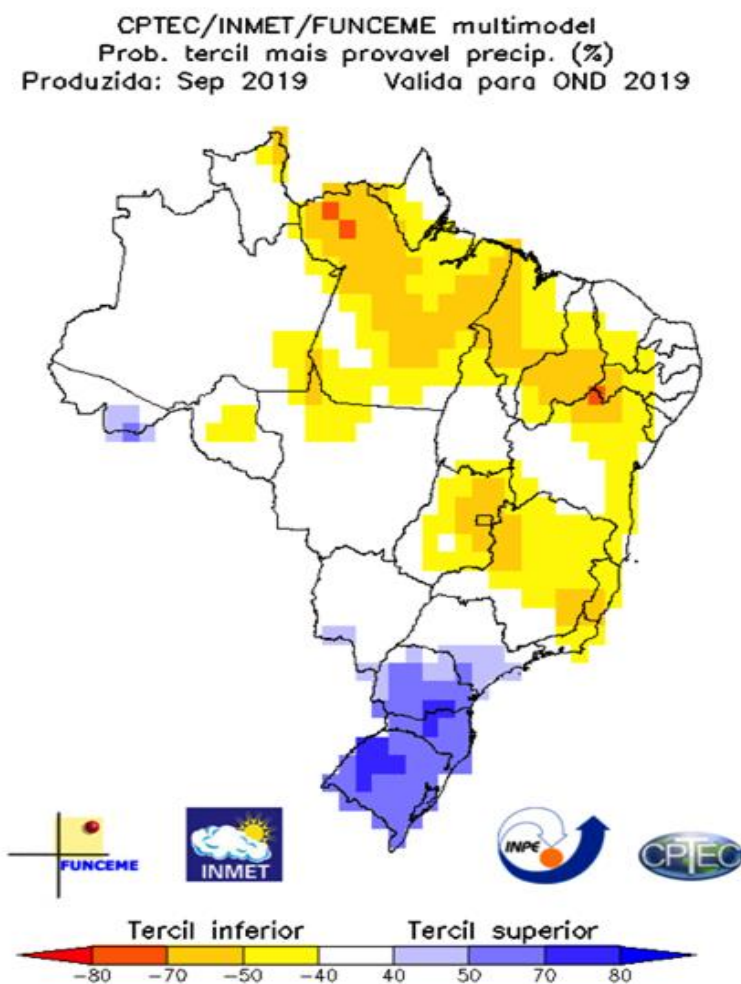 CPTEC/INMET/FUNCEME multimodel
Prob. tercil mais provavel precip. (%)
Produzida: Sep 2019 Valida para OND 2019
FUNCEME
INMET
INPE
CPTEC
Tercil inferior Tercil superior
-80 -70 -50 -40 40 50 70 80